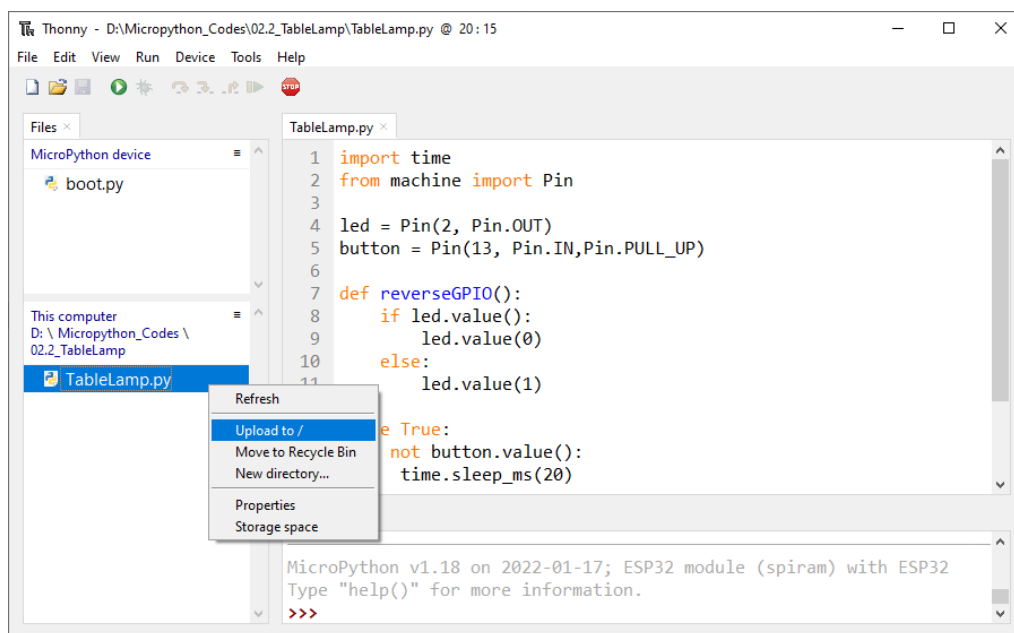 Thonny - D:\Micropython_Codes\02.2_TableLamp\TableLamp.py @ 20 : 15
File Edit View Run Device Tools Help
STOP
Files
MicroPython device
boot.py
This computer
D: \ Micropython_Codes \
02.2_TableLamp
TableLamp.py
Refresh
Upload to /
Move to Recycle Bin
New directory...
Properties
Storage space
TableLamp.py
1 import time
2 from machine import Pin
3
4 led = Pin(2, Pin.OUT)
5 button = Pin(13, Pin.IN,Pin.PULL_UP)
6
7 def reverseGPIO():
8     if led.value():
9         led.value(0)
10     else:
11         led.value(1)
e True:
not button.value():
time.sleep_ms(20)
MicroPython v1.18 on 2022-01-17; ESP32 module (spiram) with ESP32
Type "help()" for more information.
>>>